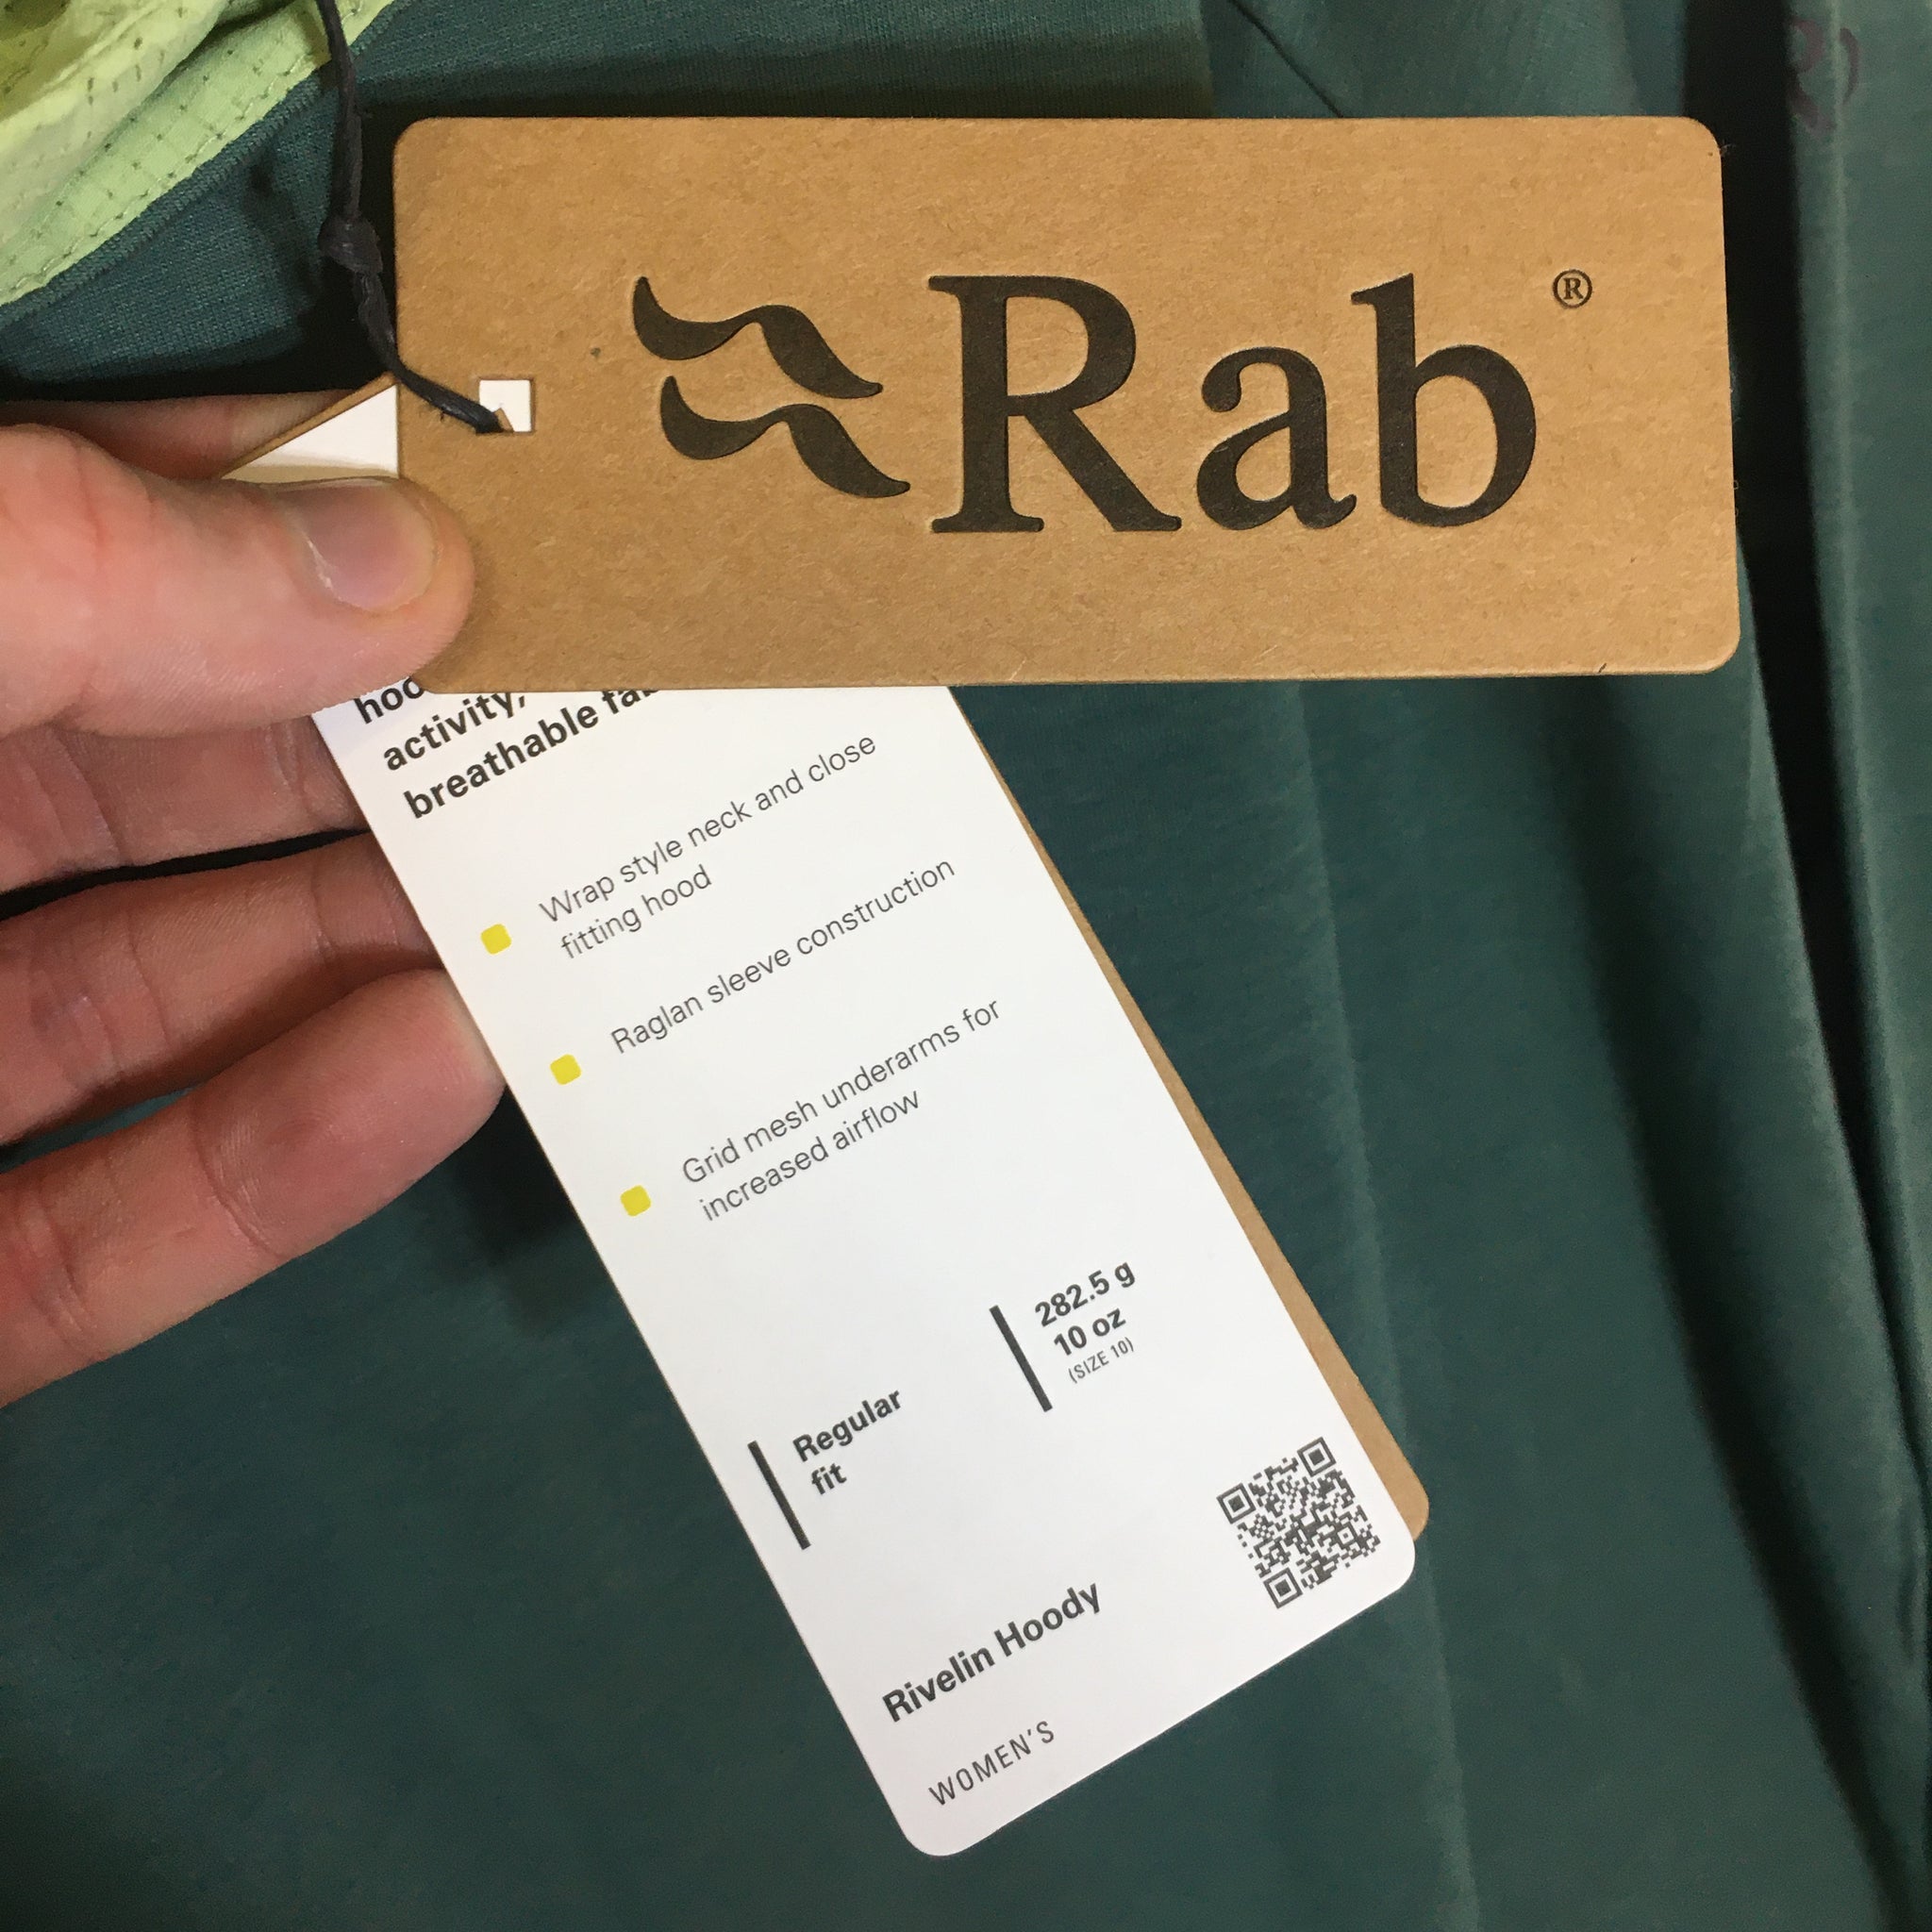 Rab®
activity,
breathable
Wrap style neck and close
fitting hood
Raglan sleeve construction
Grid mesh underarms for
increased airflow
282.5 g
10 oz
(SIZE 10)
Regular
fit
Rivelin Hoody
WOMEN'S